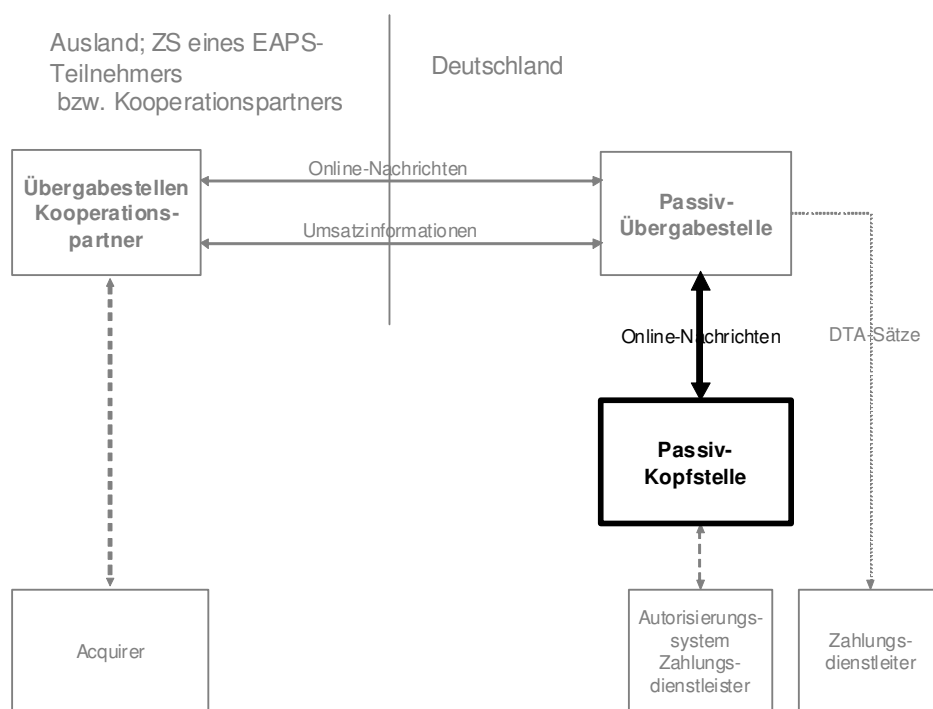 Ausland; ZS eines EAPS-
Teilnehmers
bzw. Kooperationspartners
Deutschland
Übergabestellen
Kooperations-
partner
Online-Nachrichten
Umsatzinformationen
Passiv-
Übergabestelle
Online-Nachrichten
DTA-Sätze
Passiv-
Kopfstelle
Acquirer
Autorisierungs-
system
Zahlungs-
dienstleister
Zahlungs-
dienstleiter